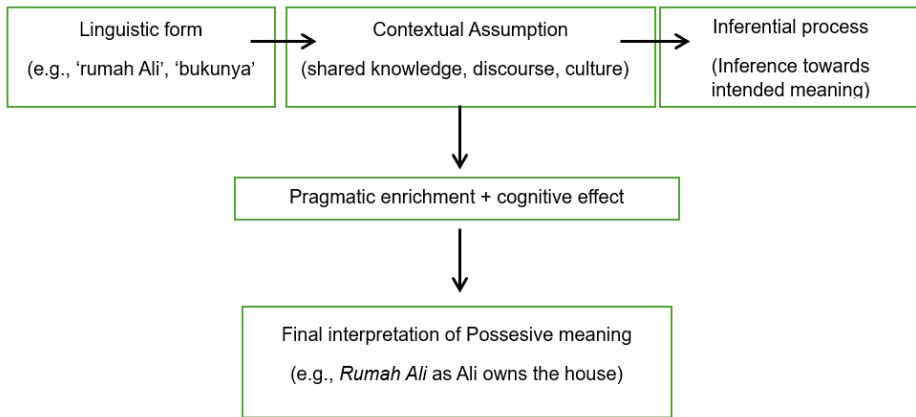 Linguistic form
(e.g., ‘rumah Ali’, ‘bukunya’
Contextual Assumption
(shared knowledge, discourse, culture)
Inferential process
(Inference towards
intended meaning)
Pragmatic enrichment + cognitive effect
Final interpretation of Possesive meaning
(e.g., Rumah Ali as Ali owns the house)